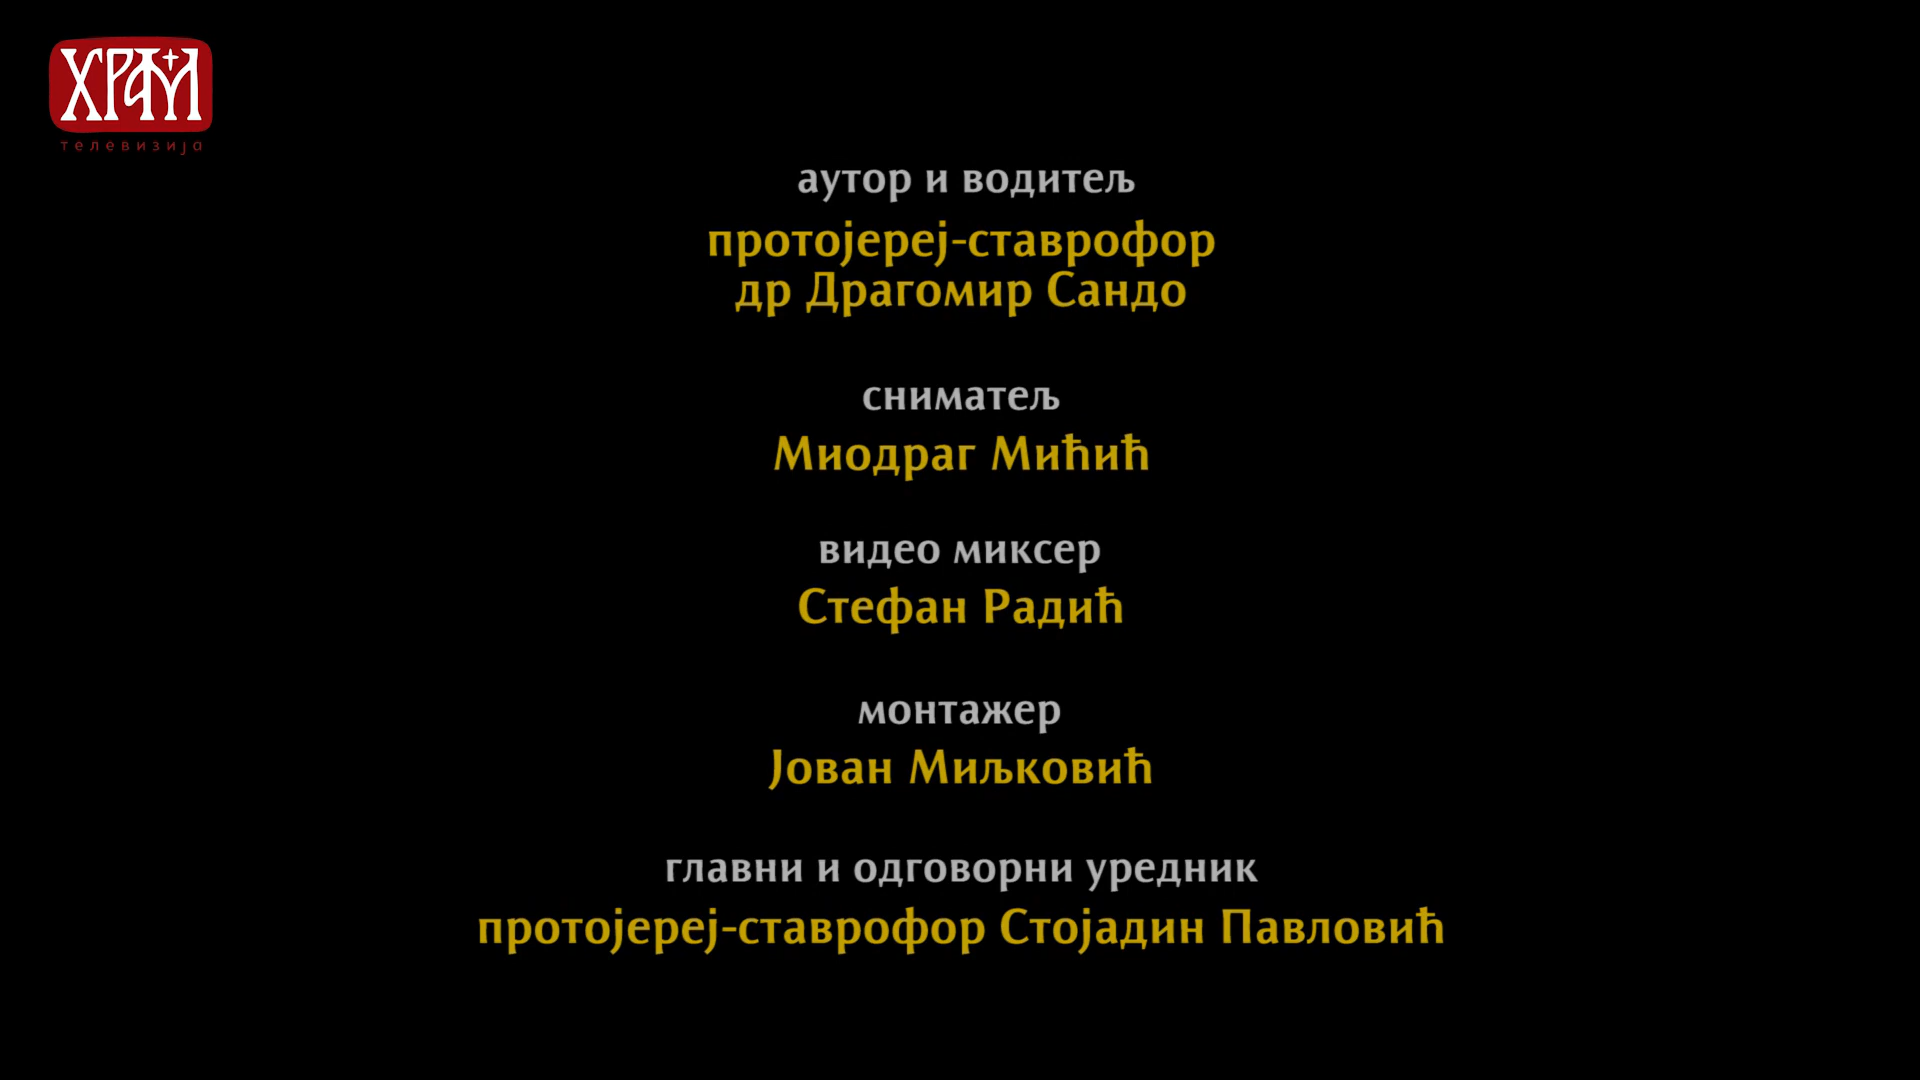 ХРАМ
телевизија
аутор и водитељ
протојереј-ставрофор
др Драгомир Сандо
сниматељ
Миодраг Мићић
видео миксер
Стефан Радић
монтажер
Јован Миљковић
главни и одговорни уредник
протојереј-ставрофор Стојадин Павловић